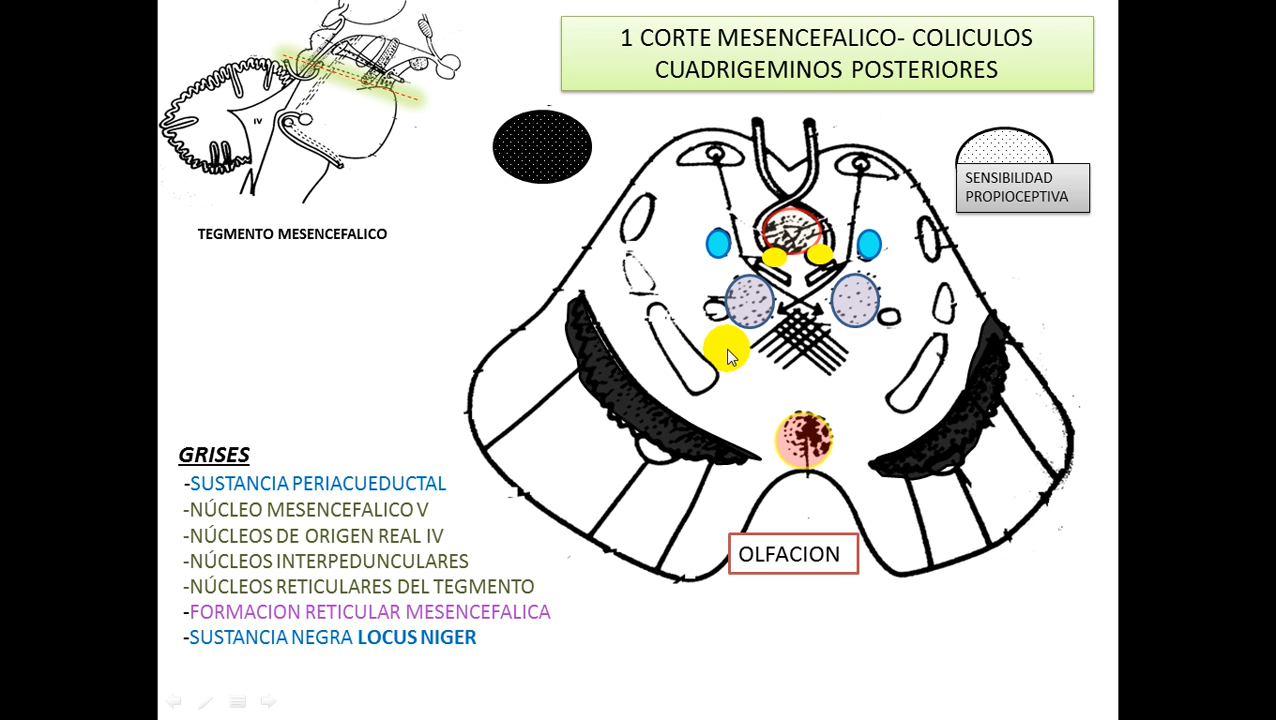 1 CORTE MESENCEFALICO- COLICULOS
CUADRIGEMINOS POSTERIORES
IV
TEGMENTO MESENCEFALICO
SENSIBILIDAD
PROPIOCEPTIVA
GRISES
-SUSTANCIA PERIACUEDUCTAL
-NÚCLEO MESENCEFALICO V
-NÚCLEOS DE ORIGEN REAL IV
-NÚCLEOS INTERPEDUNCULARES
-NÚCLEOS RETICULARES DEL TEGMENTO
-FORMACION RETICULAR MESENCEFALICA
-SUSTANCIA NEGRA LOCUS NIGER
OLFACION